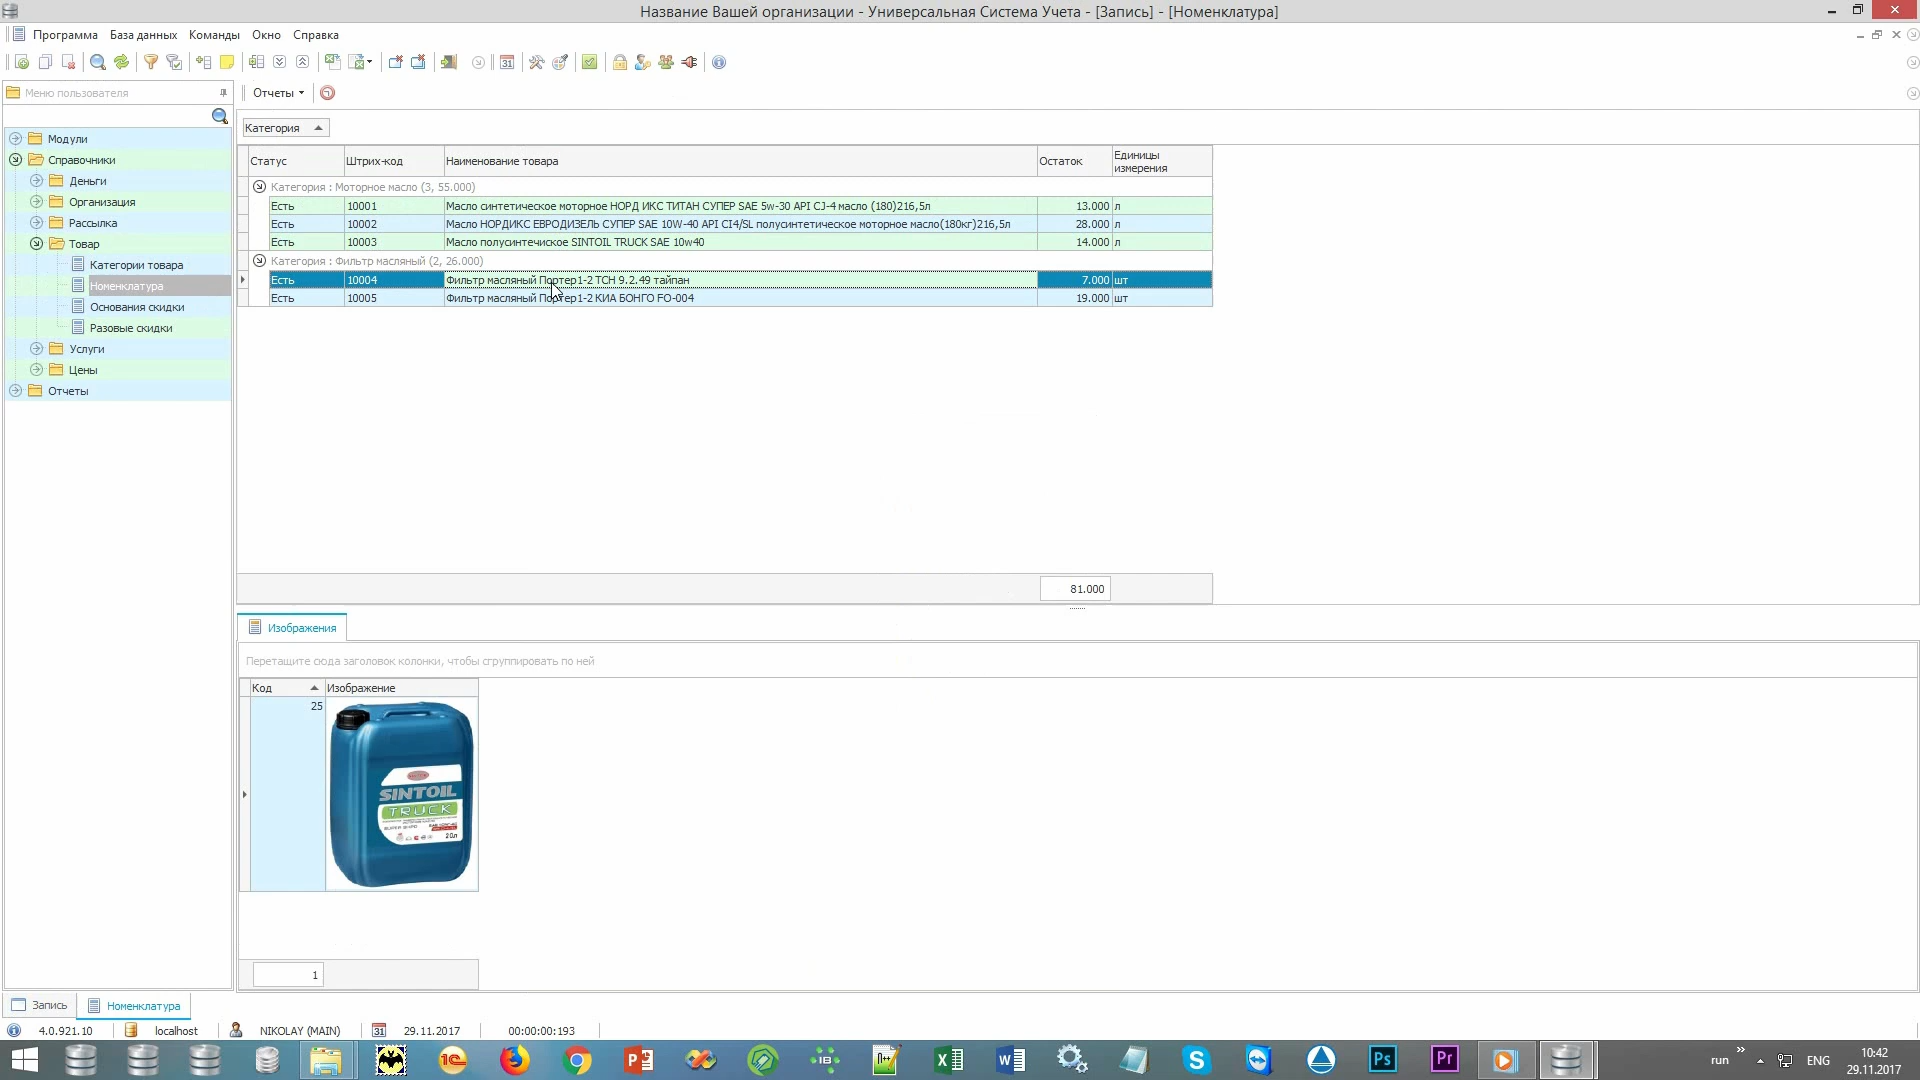 Название Вашей организации - Универсальная Система Учета - [Запись] - [Номенклатура]
Программа База данных Команды Окно Справка
Меню пользователя
Отчеты
Модули
Справочники
Деньги
Организация
Рассылка
Товар
Категории товара
Номенклатура
Основания скидки
Разовые скидки
Услуги
Цены
Отчеты
Категория
Статус Штрих-код Наименование товара Остаток Единицы измерения
Категория : Моторное масло (3, 55.000)
Есть 10001 Масло синтетическое моторное НОРД ИКС ТИТАН СУПЕР SAE 5w-30 API CJ-4 масло (180)216,5л 13.000 л
Есть 10002 Масло НОРДИКС ЕВРОДИЗЕЛЬ СУПЕР SAE 10W-40 API CI4/SL полусинтетическое моторное масло(180кг)216,5л 28.000 л
Есть 10003 Масло полусинтечиское SINTOIL TRUCK SAE 10w40 14.000 л
Категория : Фильтр масляный (2, 26.000)
Есть 10004 Фильтр масляный Портер1-2 ТСН 9.2.49 тайпан 7.000 шт
Есть 10005 Фильтр масляный Портер1-2 КИА БОНГО FO-004 19.000 шт
81.000
Изображения
Перетащите сюда заголовок колонки, чтобы сгруппировать по ней
Код Изображение
25
SINTOIL
TRUCK
20л
1
Запись Номенклатура
4.0.921.10 localhost NIKOLAY (MAIN) 31 29.11.2017 00:00:00:193
run ENG 10:42
29.11.2017